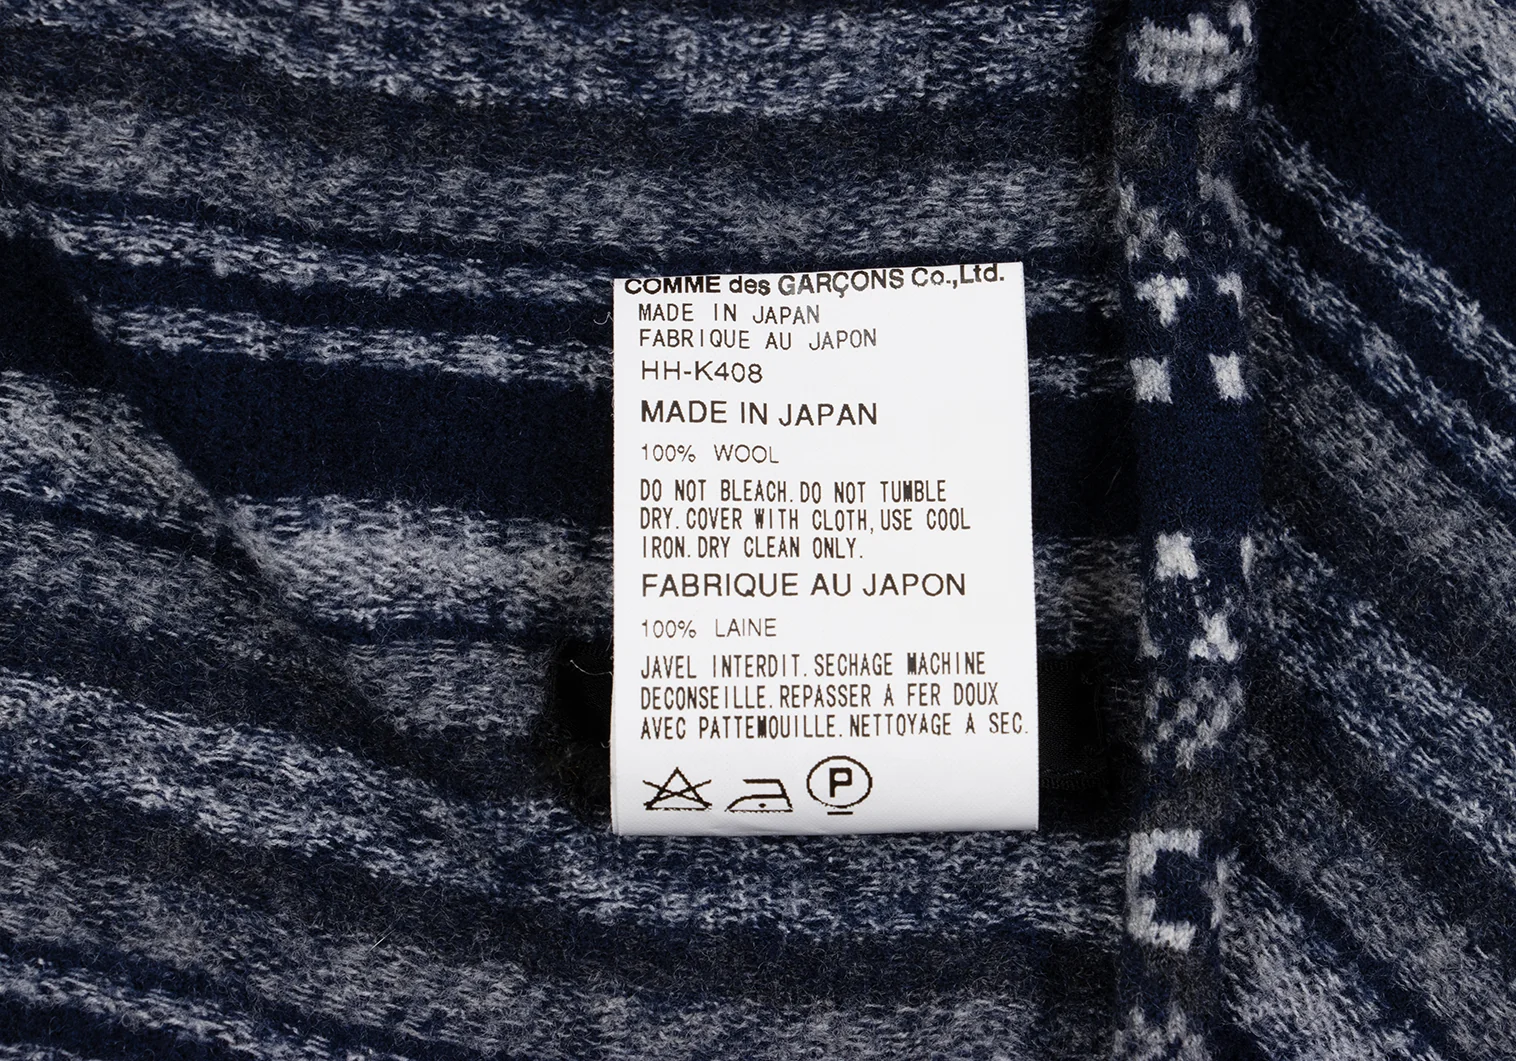 COMME des GARÇONS Co.,Ltd.
MADE IN JAPAN
FABRIQUE AU JAPON
HH-K408
MADE IN JAPAN
100% WOOL
DO NOT BLEACH. DO NOT TUMBLE
DRY. COVER WITH CLOTH, USE COOL
IRON. DRY CLEAN ONLY.
FABRIQUE AU JAPON
100% LAINE
JAVEL INTERDIT. SECHAGE MACHINE
DECONSEILLE. REPASSER A FER DOUX
AVEC PATTEMOUILLE. NETTOYAGE A SEC.
P